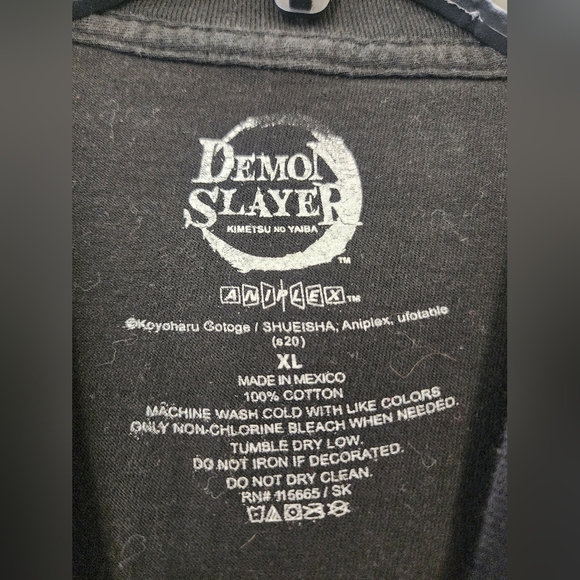 DEMON
SLAYER
KIMETSU NO YAIBA
TM
ANIPLEX TM
©Koyoharu Gotoge / SHUEISHA, Aniplex, ufotable
(s20)
XL
MADE IN MEXICO
100% COTTON
MACHINE WASH COLD WITH LIKE COLORS
ONLY NON-CHLORINE BLEACH WHEN NEEDED.
TUMBLE DRY LOW.
DO NOT IRON IF DECORATED.
DO NOT DRY CLEAN.
RN# 115665 / SK